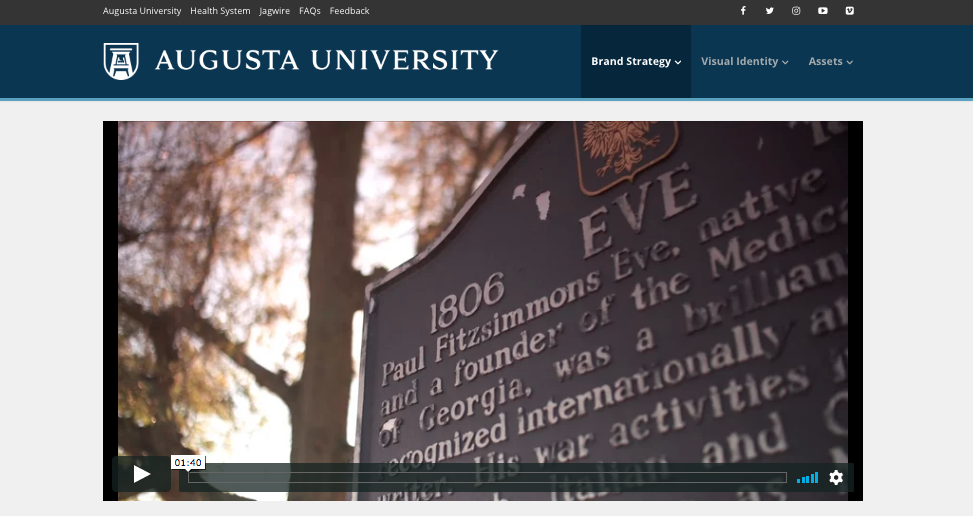 Augusta University Health System Jagwire FAQs Feedback
AUGUSTA UNIVERSITY
Brand Strategy Visual Identity Assets
EVE
1806
Paul Fitzsimmons Eve, native
and a founder of the Medic
of Georgia, was a brillian
recognized internationally
writer. His war activities
italian and
as
01:40